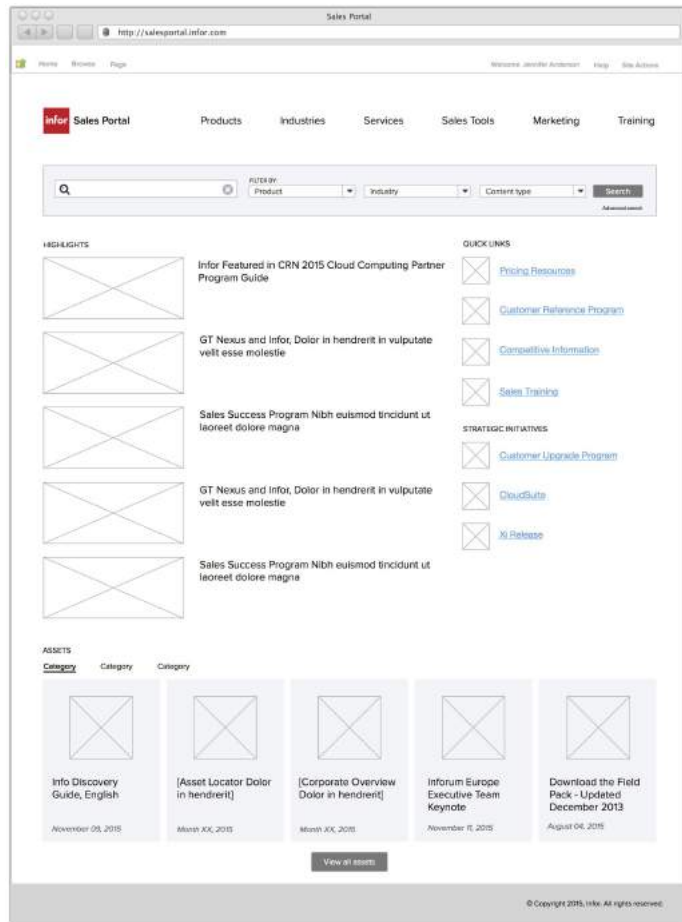 Sales Portal
http://salesportal.infor.com
Home Browse Page
Welcome Jennifer Anderson Help Site Actions
infor Sales Portal
Products Industries Services Sales Tools Marketing Training
FILTER BY:
Product Industry Content type Search
Advanced search
HIGHLIGHTS
Infor Featured in CRN 2015 Cloud Computing Partner
Program Guide
GT Nexus and Infor, Dolor in hendrerit in vulputate
velit esse molestie
Sales Success Program Nibh euismod tincidunt ut
laoreet dolore magna
GT Nexus and Infor, Dolor in hendrerit in vulputate
velit esse molestie
Sales Success Program Nibh euismod tincidunt ut
laoreet dolore magna
QUICK LINKS
Pricing Resources
Customer Reference Program
Competitive Information
Sales Training
STRATEGIC INITIATIVES
Customer Upgrade Program
CloudSuite
Xi Release
ASSETS
Category Category Category
Info Discovery
Guide, English
November 09, 2015
[Asset Locator Dolor
in hendrerit]
Month XX, 2015
[Corporate Overview
Dolor in hendrerit]
Month XX, 2015
Inforum Europe
Executive Team
Keynote
November 11, 2015
Download the Field
Pack - Updated
December 2013
August 04, 2015
View all assets
© Copyright 2015, Infor. All rights reserved.